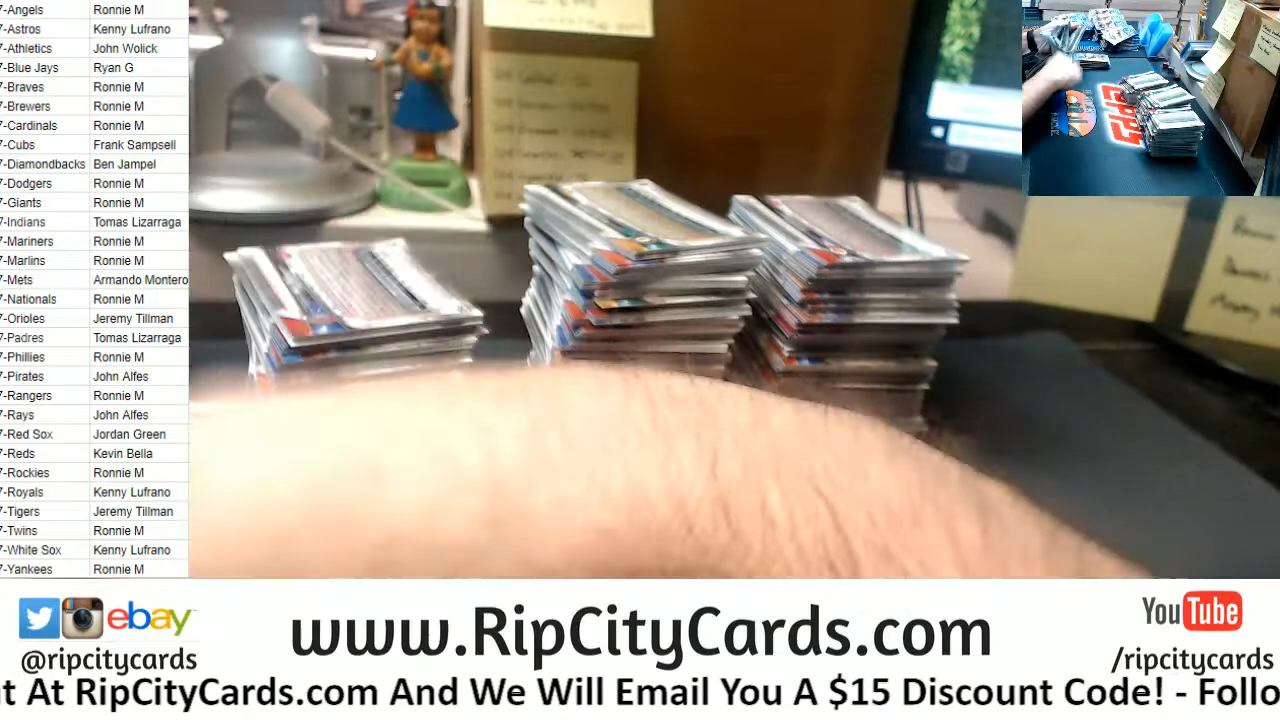 7-Angels Ronnie M
7-Astros Kenny Lufrano
7-Athletics John Wolick
7-Blue Jays Ryan G
7-Braves Ronnie M
7-Brewers Ronnie M
7-Cardinals Ronnie M
7-Cubs Frank Sampsell
7-Diamondbacks Ben Jampel
7-Dodgers Ronnie M
7-Giants Ronnie M
7-Indians Tomas Lizarraga
7-Mariners Ronnie M
7-Marlins Ronnie M
7-Mets Armando Montero
7-Nationals Ronnie M
7-Orioles Jeremy Tillman
7-Padres Tomas Lizarraga
7-Phillies Ronnie M
7-Pirates John Alfes
7-Rangers Ronnie M
7-Rays John Alfes
7-Red Sox Jordan Green
7-Reds Kevin Bella
7-Rockies Ronnie M
7-Royals Kenny Lufrano
7-Tigers Jeremy Tillman
7-Twins Ronnie M
7-White Sox Kenny Lufrano
7-Yankees Ronnie M
ebay
@ripcitycards
www.RipCityCards.com
YouTube
/ripcitycards
t At RipCityCards.com And We Will Email You A $15 Discount Code! - Follo